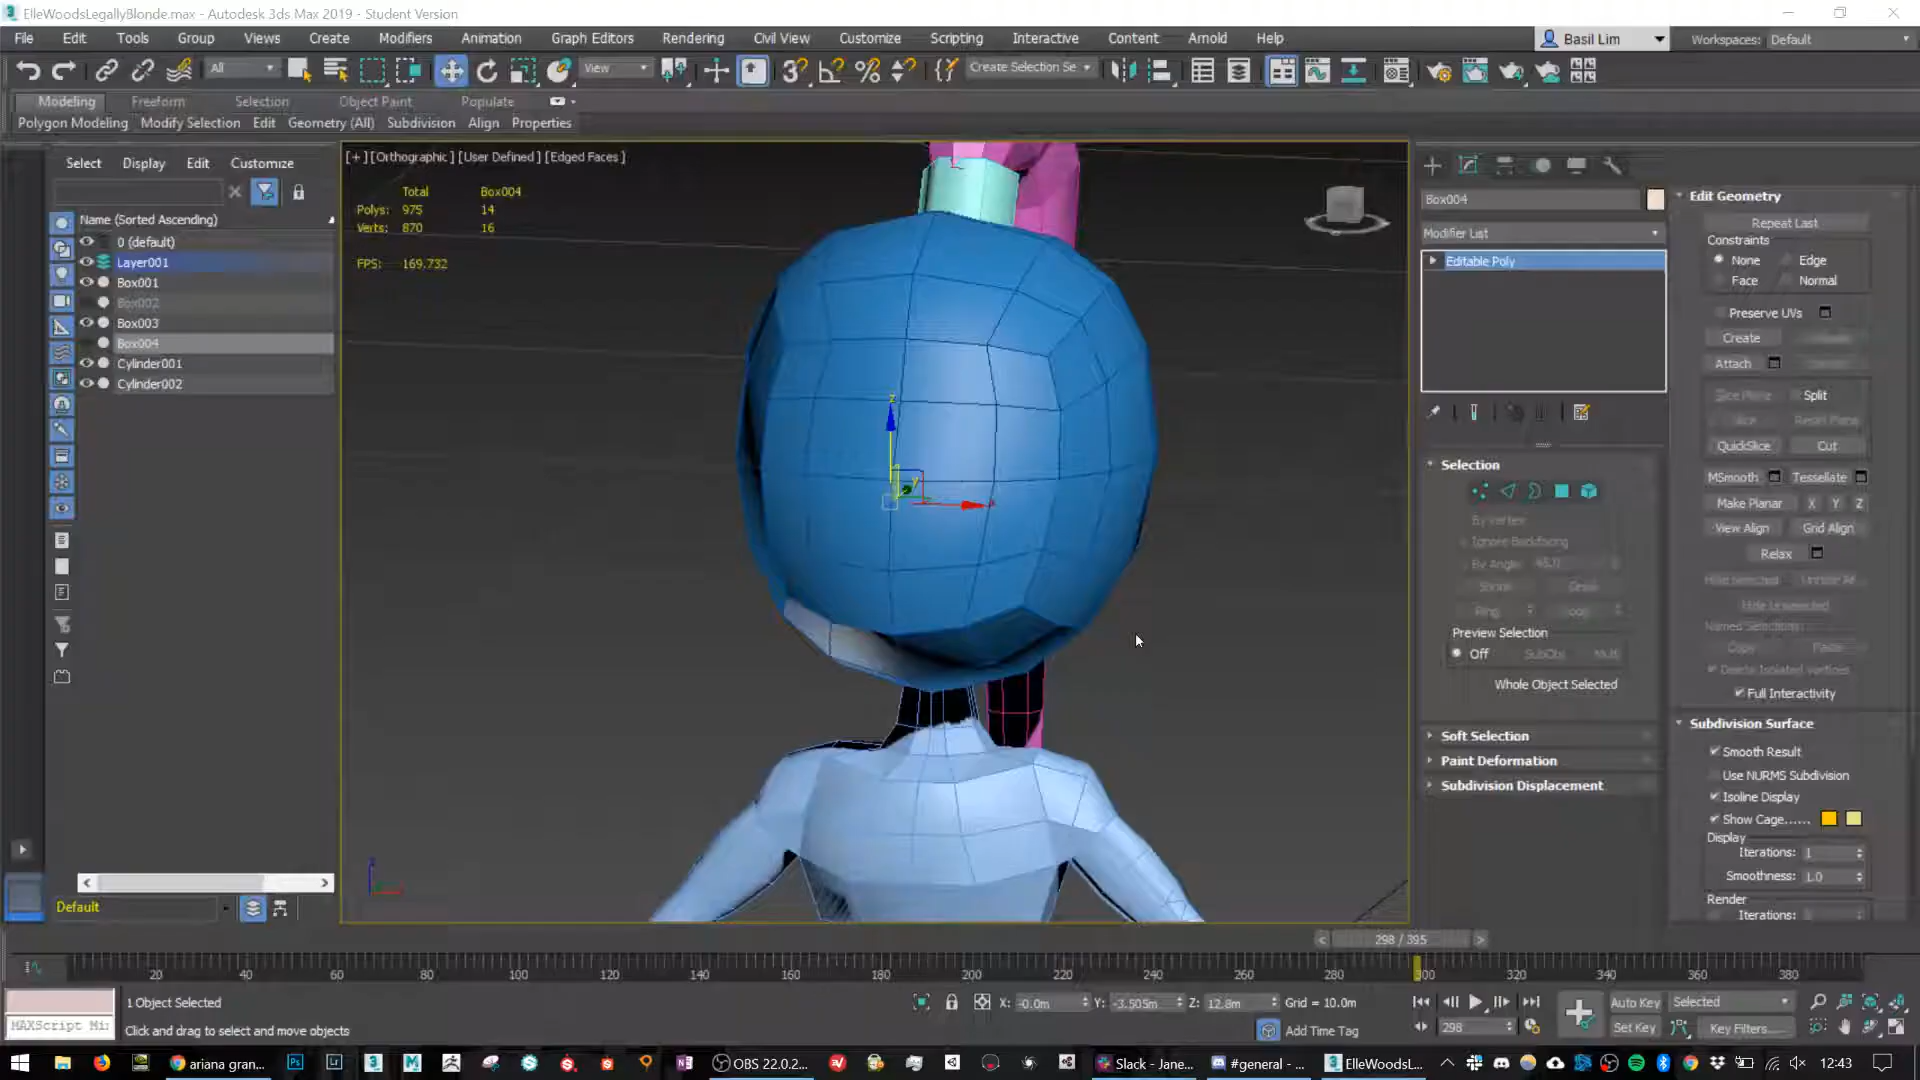 ElleWoodsLegallyBlonde.max - Autodesk 3ds Max 2019 - Student Version
File Edit Tools Group Views Create Modifiers Animation Graph Editors Rendering Civil View Customize Scripting Interactive Content Arnold Help Basil Lim Workspaces: Default
All View Create Selection Se
Modeling Freeform Selection Object Paint Populate
Polygon Modeling Modify Selection Edit Geometry (All) Subdivision Align Properties
Select Display Edit Customize
Name (Sorted Ascending)
0 (default)
Layer001
Box001
Box002
Box003
Box004
Cylinder001
Cylinder002
Default
[+] [Orthographic] [User Defined] [Edged Faces]
Total Box004
Polys: 975 14
Verts: 870 16
FPS: 169.732
z
y
x
Box004
Modifier List
Editable Poly
Selection
By Vertex
Ignore Backfacing
By Angle: 45.0
Shrink Grow
Ring Loop
Preview Selection
Off SubObj Multi
Whole Object Selected
Soft Selection
Paint Deformation
Subdivision Displacement
Edit Geometry
Repeat Last
Constraints
None Edge
Face Normal
Preserve UVs
Create
Attach
Slice Plane Split
Slice Reset Plane
QuickSlice Cut
MSmooth Tessellate
Make Planar X Y Z
View Align Grid Align
Relax
Hide Selected Unhide All
Hide Unselected
Named Selections:
Copy Paste
Delete Isolated Vertices
Full Interactivity
Subdivision Surface
Smooth Result
Use NURMS Subdivision
Isoline Display
Show Cage......
Display
Iterations: 1
Smoothness: 1.0
Render
Iterations:
< 298 / 395 >
20 40 60 80 100 120 140 160 180 200 220 240 260 280 300 320 340 360 380
1 Object Selected
X: -0.0m Y: -3.505m Z: 12.8m Grid = 10.0m
Auto Key Selected
MAXScript Mi
Click and drag to select and move objects
Add Time Tag
298
Set Key Key Filters...
ariana gran... OBS 22.0.2... Slack - Jane... #general - ... ElleWoodsL... 12:43